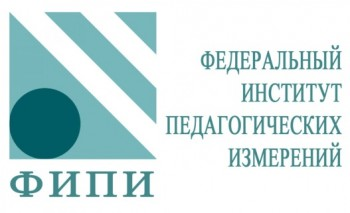 ФИПИ
ФЕДЕРАЛЬНЫЙ
ИНСТИТУТ
ПЕДАГОГИЧЕСКИХ
ИЗМЕРЕНИЙ